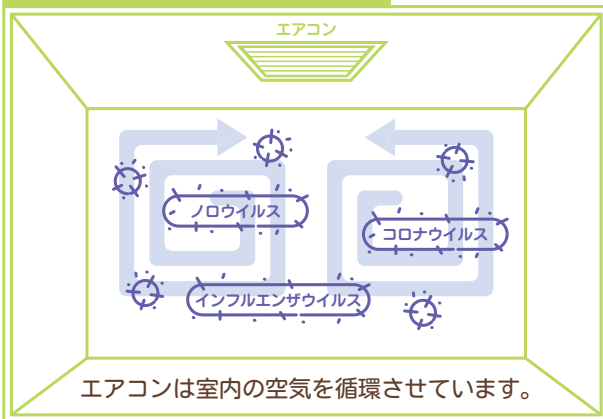 エアコン
ノロウイルス
コロナウイルス
インフルエンザウイルス
エアコンは室内の空気を循環させています。